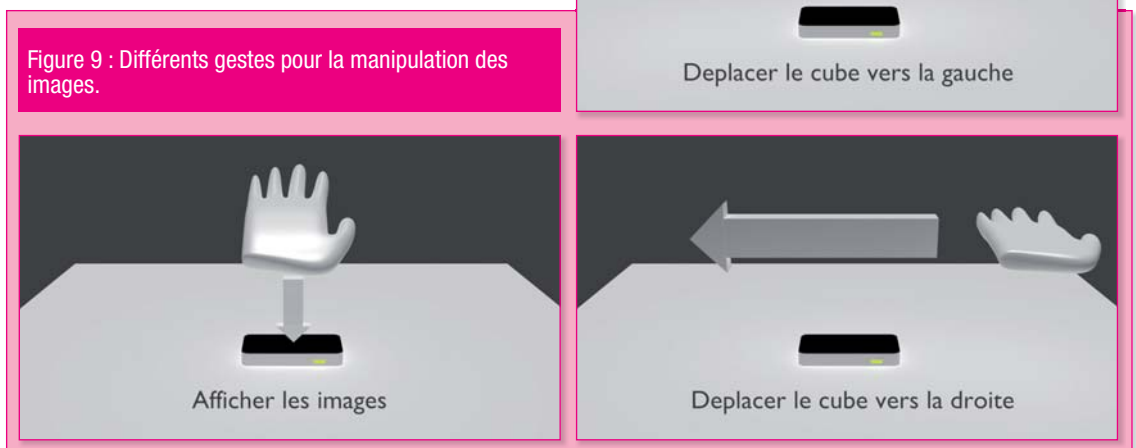 Figure 9 : Différents gestes pour la manipulation des
images.
Deplacer le cube vers la gauche
Afficher les images
Deplacer le cube vers la droite